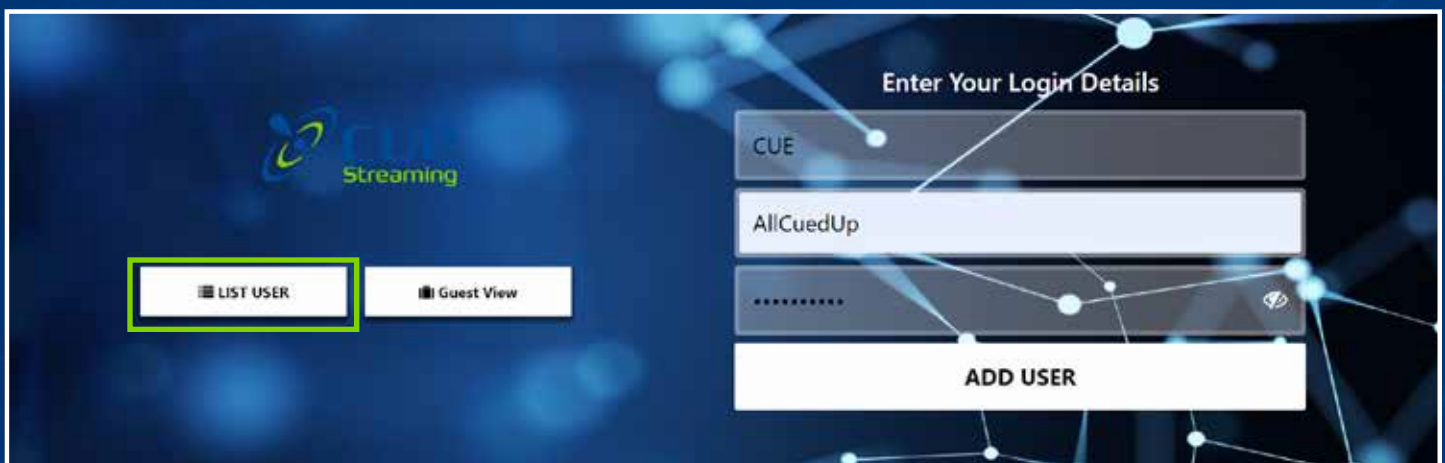 CUE
Streaming
LIST USER
Guest View
Enter Your Login Details
CUE
AllCuedUp
••••••••••
ADD USER